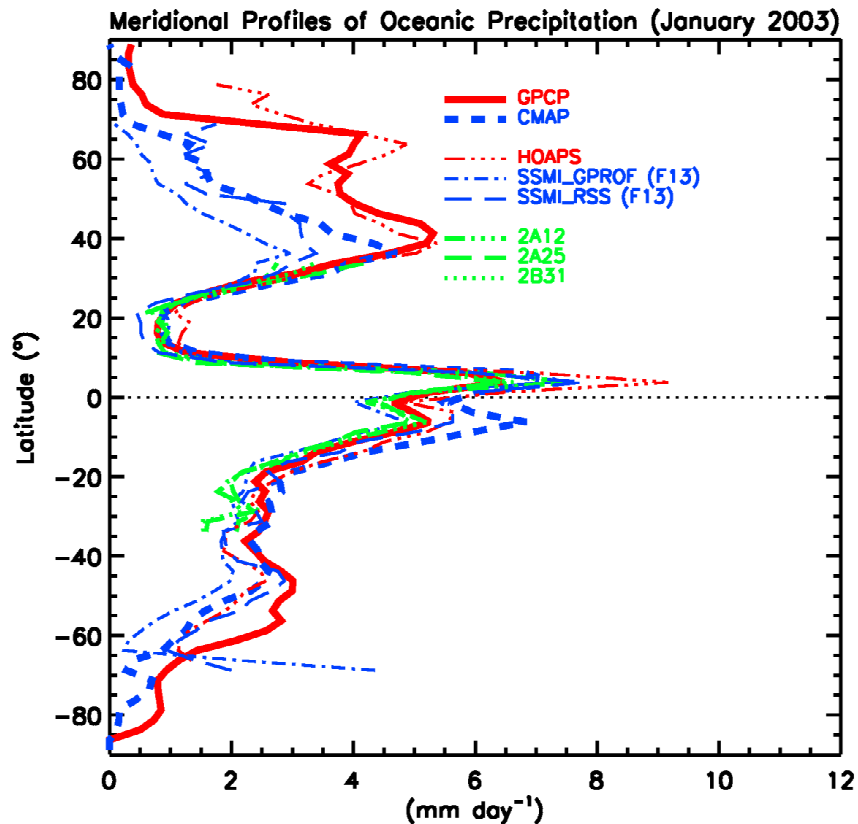 Meridional Profiles of Oceanic Precipitation (January 2003)
80
60
40
20
0
-20
-40
-60
-80
Latitude (°)
GPCP
CMAP
HOAPS
SSMI_GPROF (F13)
SSMI_RSS (F13)
2A12
2A25
2B31
0 2 4 6 8 10 12
(mm day⁻¹)